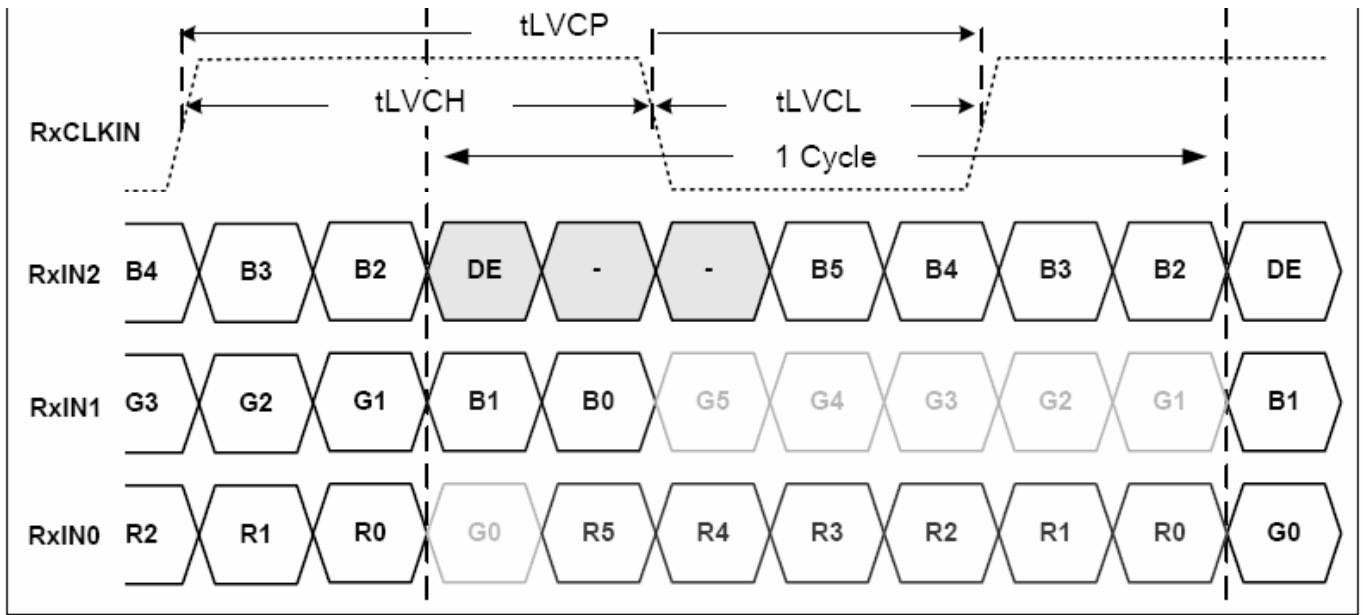 tLVCP
tLVCH tLVCL
RxCLKIN
1 Cycle
RxIN2 B4 B3 B2 DE - - B5 B4 B3 B2 DE
RxIN1 G3 G2 G1 B1 B0 G5 G4 G3 G2 G1 B1
RxIN0 R2 R1 R0 G0 R5 R4 R3 R2 R1 R0 G0